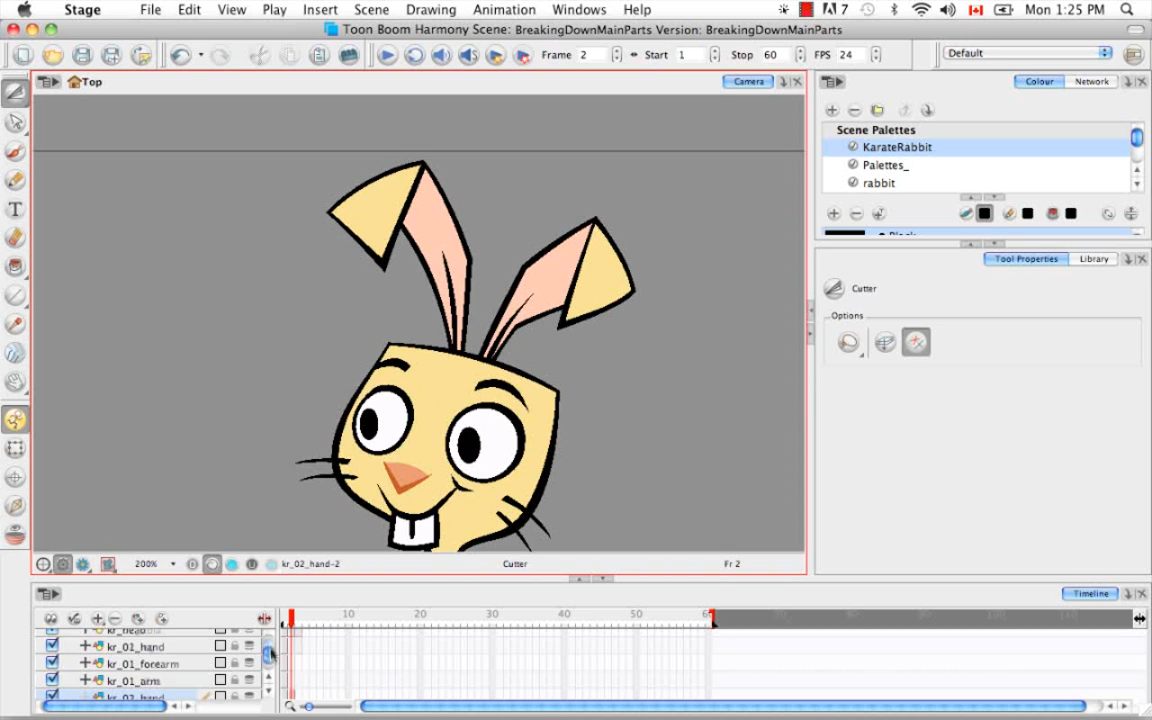 Stage File Edit View Play Insert Scene Drawing Animation Windows Help 7 Mon 1:25 PM
Toon Boom Harmony Scene: BreakingDownMainParts Version: BreakingDownMainParts
Frame 2 Start 1 Stop 60 FPS 24 Default
Top Camera
Colour Network
Scene Palettes
KarateRabbit
Palettes_
rabbit
Black
Tool Properties Library
Cutter
Options
200% kr_02_hand-2 Cutter Fr 2
Timeline
10 20 30 40 50
kr_head
kr_01_hand
kr_01_forearm
kr_01_arm
kr_02_hand